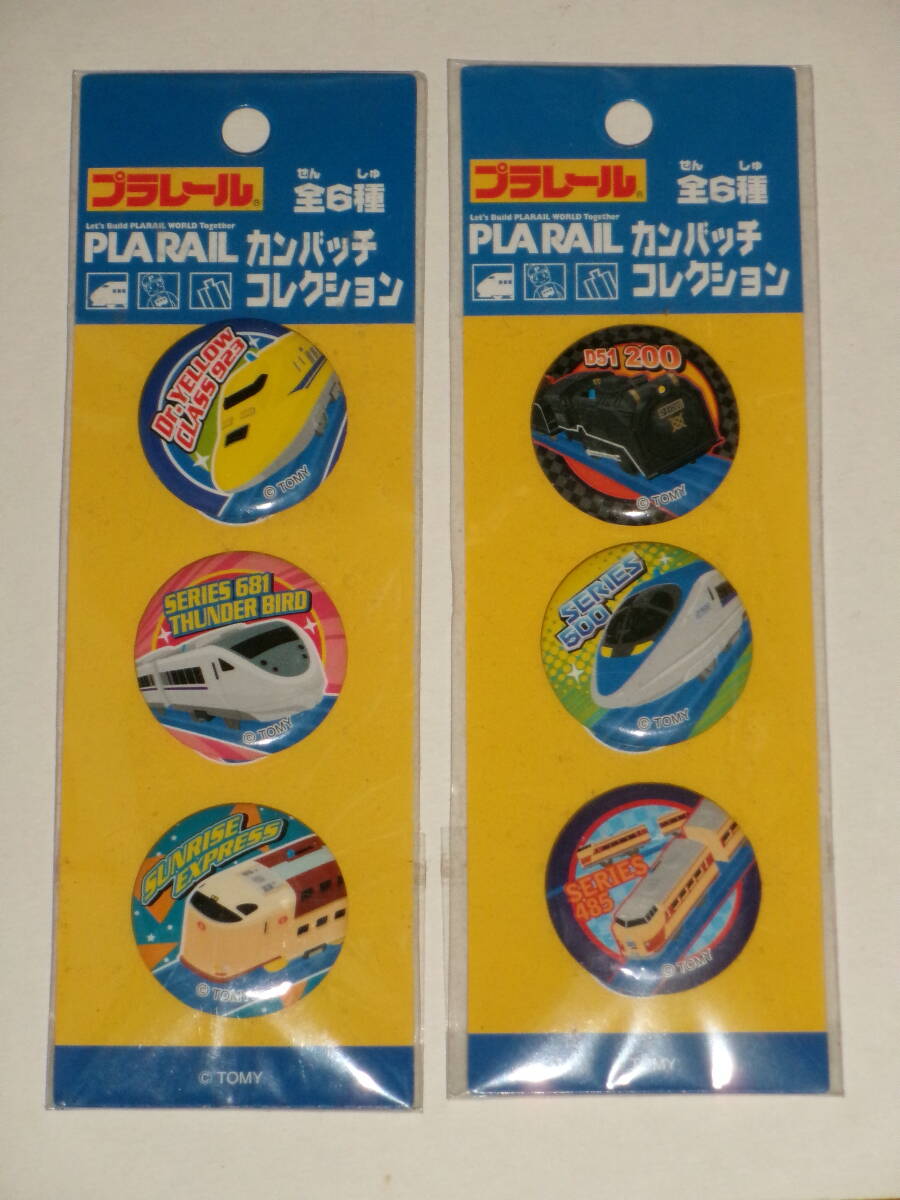 プラレール®
せん しゅ
全6種
Let's Build PLARAIL WORLD Together
PLARAIL カンバッチ
コレクション
Dr. YELLOW
CLASS 923
© TOMY
SERIES 681
THUNDER BIRD
© TOMY
SUNRISE
EXPRESS
© TOMY
© TOMY
プラレール®
せん しゅ
全6種
Let's Build PLARAIL WORLD Together
PLARAIL カンバッチ
コレクション
D51 200
© TOMY
SERIES
500
© TOMY
SERIES
485
© TOMY
TOMY